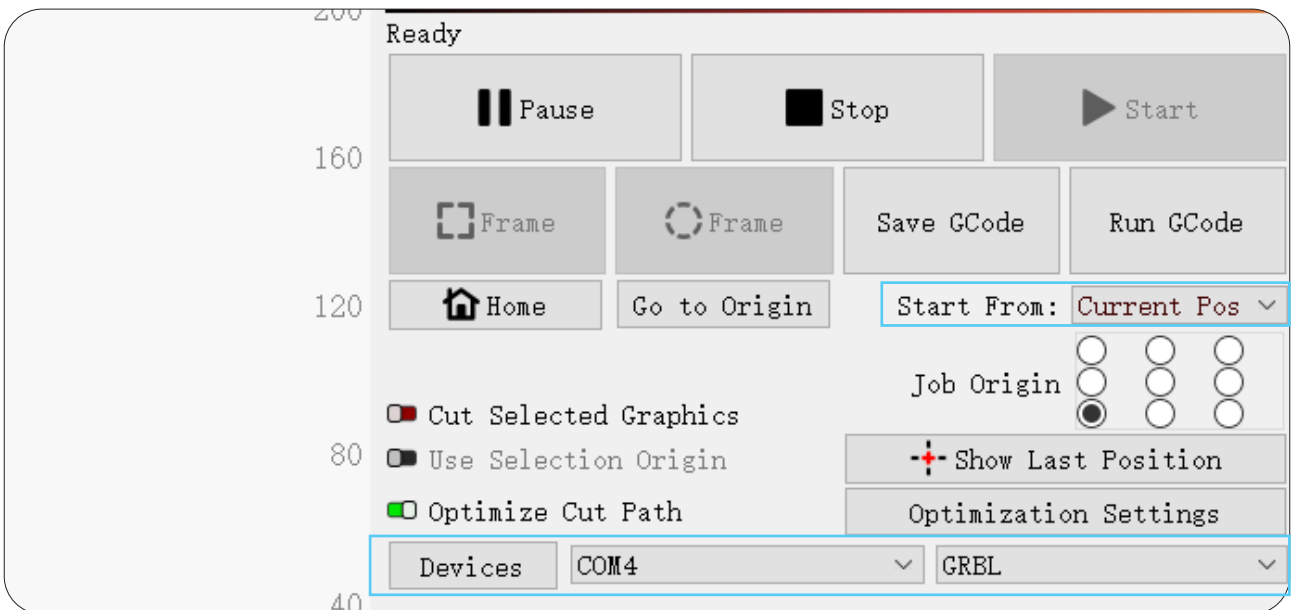 200
Ready
Pause Stop Start
160
Frame Frame Save GCode Run GCode
120
Home Go to Origin Start From: Current Pos
Job Origin
Cut Selected Graphics
80
Use Selection Origin Show Last Position
Optimize Cut Path Optimization Settings
Devices COM4 GRBL
40